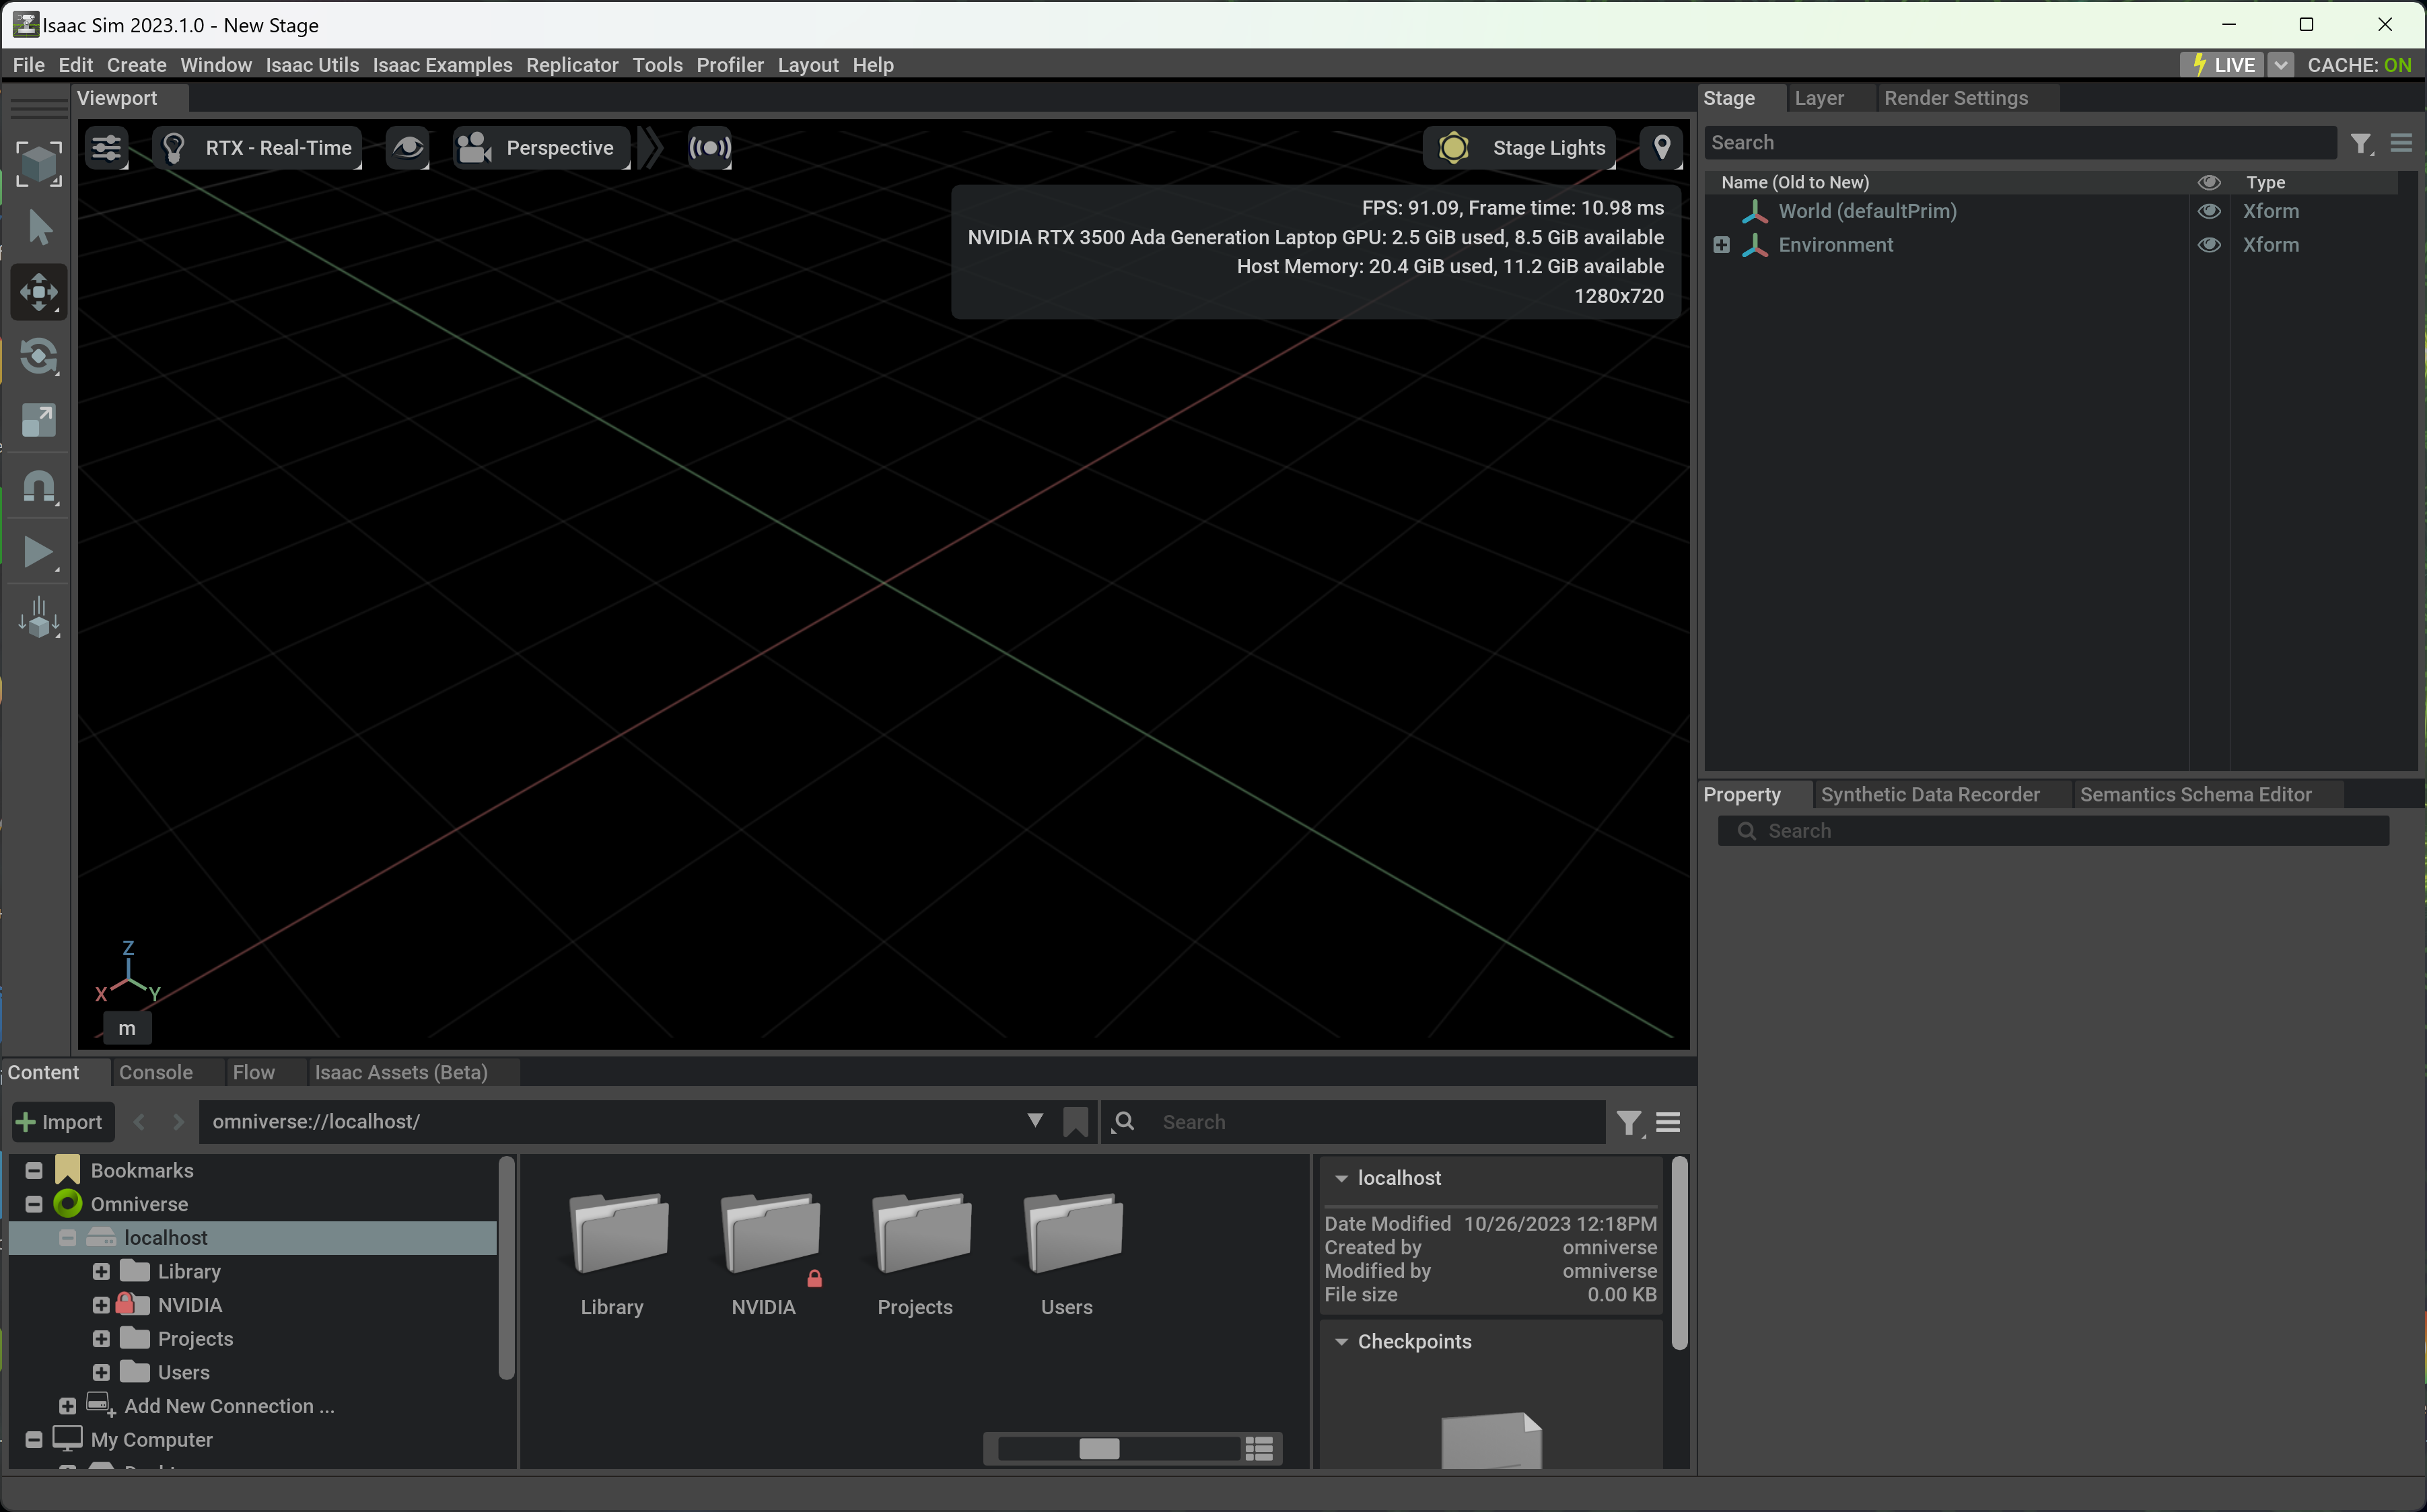 Isaac Sim 2023.1.0 - New Stage
File Edit Create Window Isaac Utils Isaac Examples Replicator Tools Profiler Layout Help
LIVE CACHE: ON
Viewport
RTX - Real-Time
Perspective
Stage Lights
FPS: 91.09, Frame time: 10.98 ms
NVIDIA RTX 3500 Ada Generation Laptop GPU: 2.5 GiB used, 8.5 GiB available
Host Memory: 20.4 GiB used, 11.2 GiB available
1280x720
Z
X Y
m
Stage Layer Render Settings
Search
Name (Old to New) Type
World (defaultPrim) Xform
Environment Xform
Property Synthetic Data Recorder Semantics Schema Editor
Search
Content Console Flow Isaac Assets (Beta)
Import
omniverse://localhost/
Search
Bookmarks
Omniverse
localhost
Library
NVIDIA
Projects
Users
Add New Connection ...
My Computer
Library NVIDIA Projects Users
localhost
Date Modified 10/26/2023 12:18PM
Created by omniverse
Modified by omniverse
File size 0.00 KB
Checkpoints